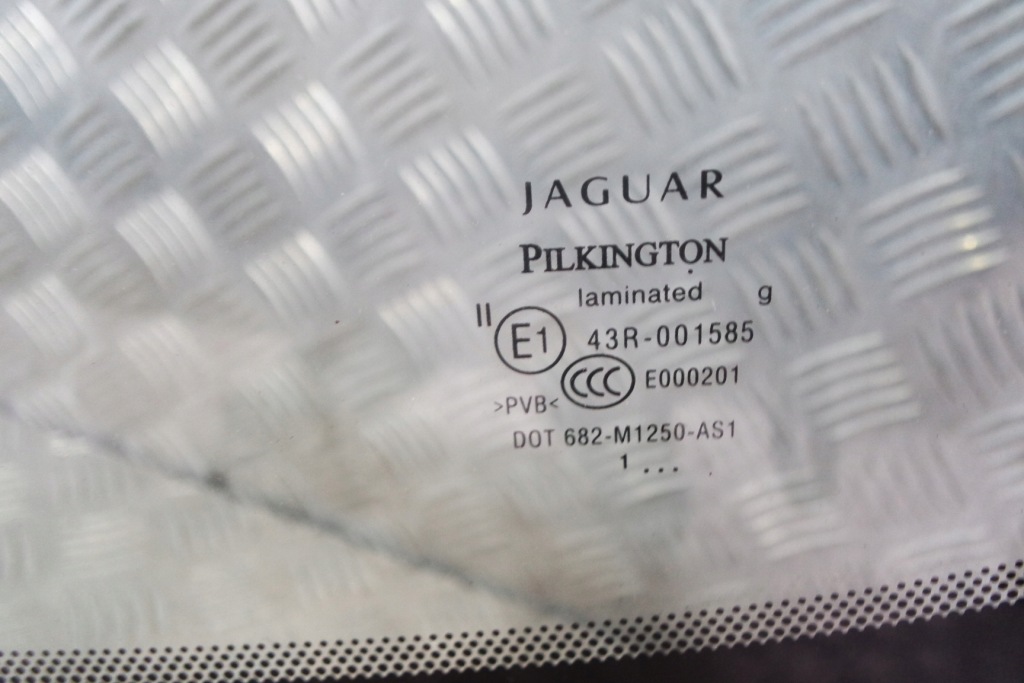 JAGUAR
PILKINGTON
laminated g
II E1 43R-001585
CCC E000201
>PVB<
DOT 682-M1250-AS1
1 ...